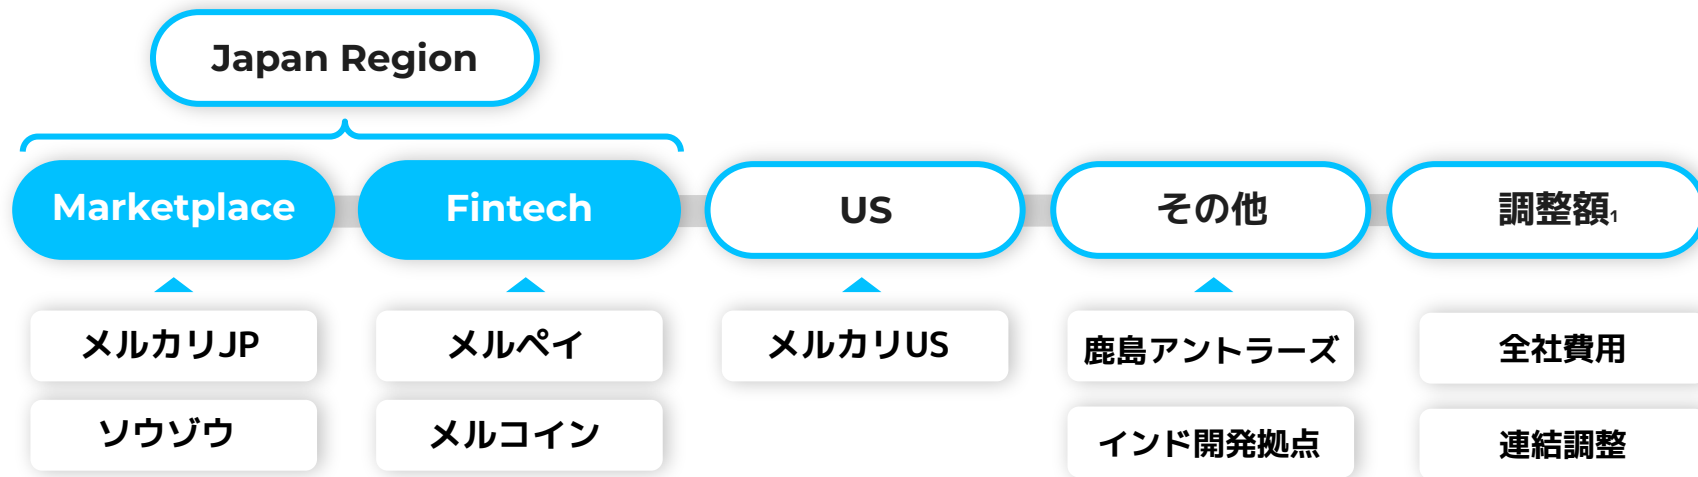 Japan Region
Marketplace
Fintech
US
その他
調整額1
メルカリJP
メルペイ
メルカリUS
鹿島アントラーズ
全社費用
ソウゾウ
メルコイン
インド開発拠点
連結調整